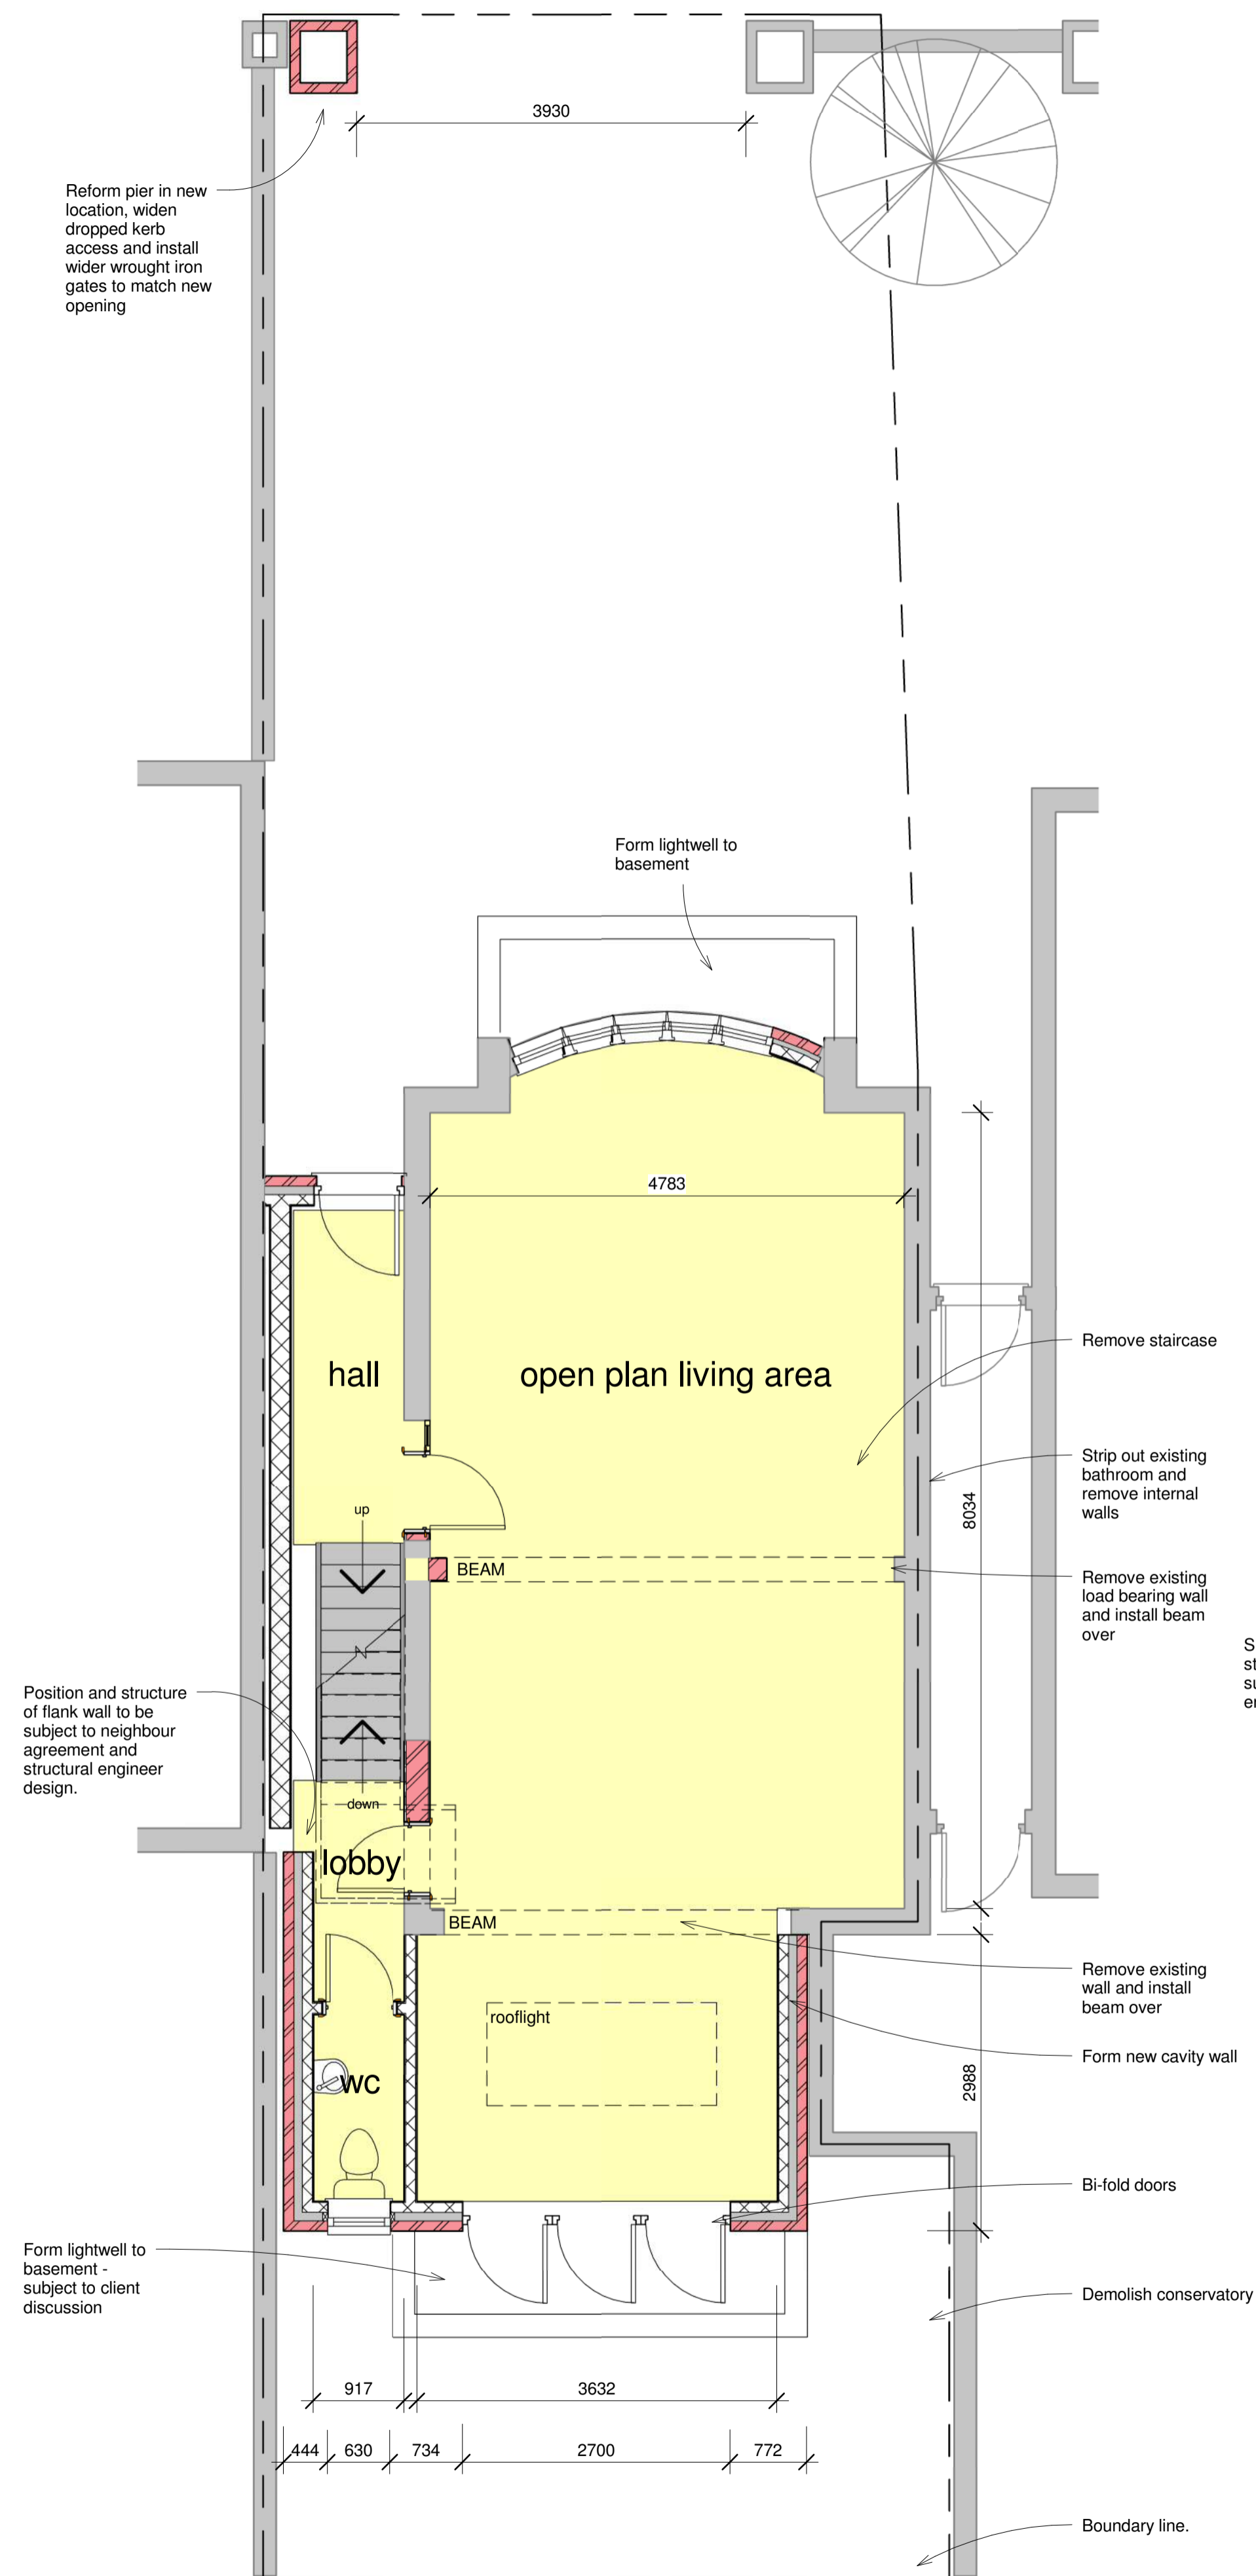 3930
Reform pier in new
location, widen
dropped kerb
access and install
wider wrought iron
gates to match new
opening
Form lightwell to
basement
4783
Remove staircase
hall
open plan living area
Strip out existing
bathroom and
remove internal
walls
8034
up
BEAM
Remove existing
load bearing wall
and install beam
over
Position and structure
of flank wall to be
subject to neighbour
agreement and
structural engineer
design.
down
lobby
BEAM
Remove existing
wall and install
beam over
rooflight
Form new cavity wall
wc
2988
Bi-fold doors
Form lightwell to
basement -
subject to client
discussion
Demolish conservatory
917
3632
444
630
734
2700
772
Boundary line.